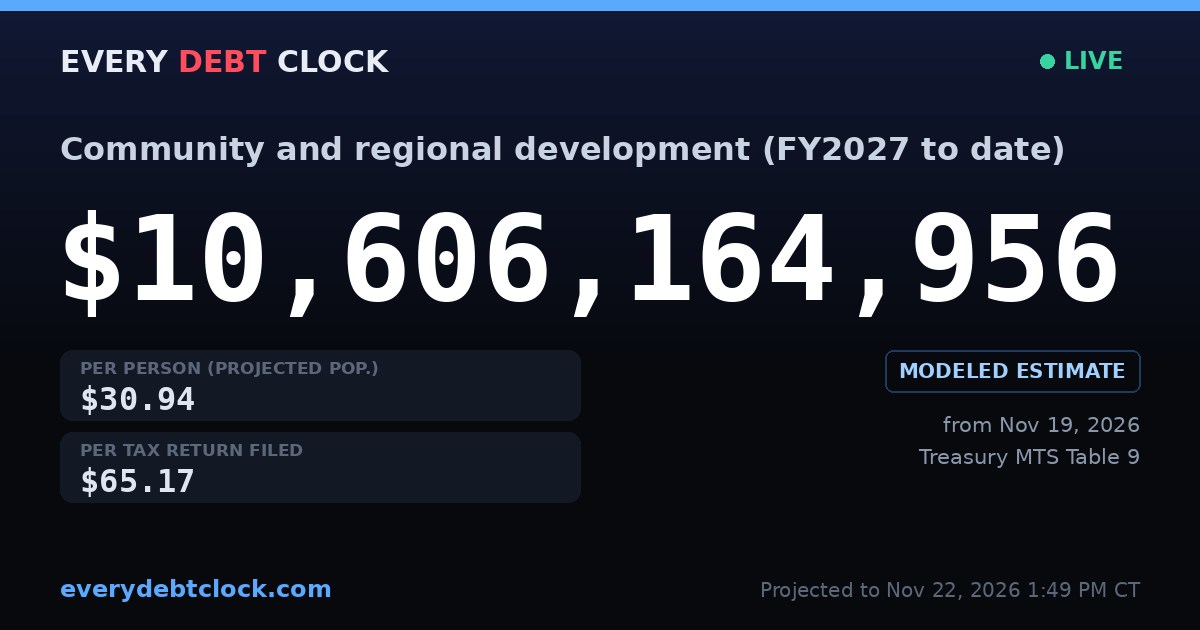 EVERY DEBT CLOCK
LIVE
Community and regional development (FY2027 to date)
$10,606,164,956
PER PERSON (PROJECTED POP.)
$30.94
PER TAX RETURN FILED
$65.17
MODELED ESTIMATE
from Nov 19, 2026
Treasury MTS Table 9
everydebtclock.com
Projected to Nov 22, 2026 1:49 PM CT